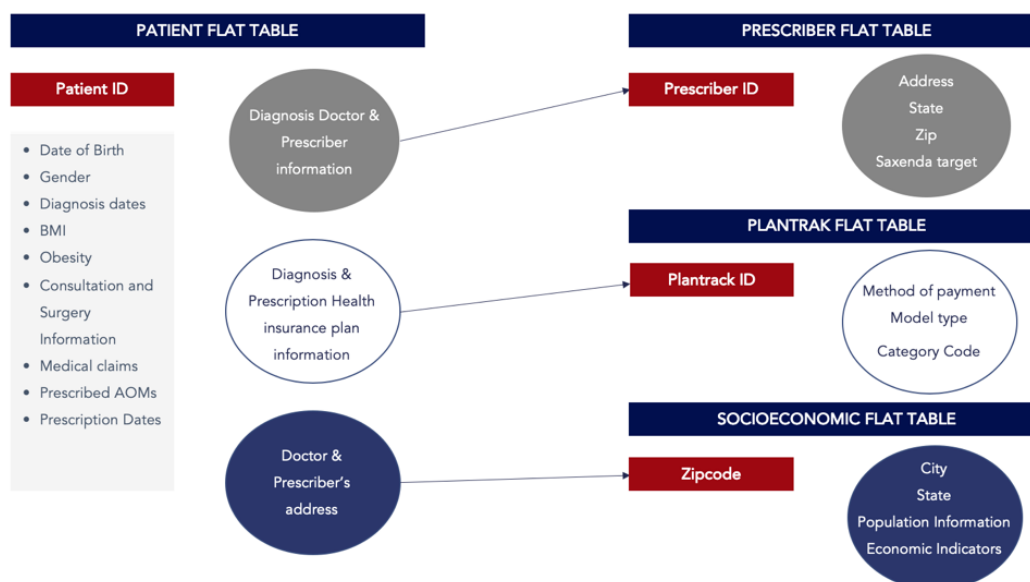 PATIENT FLAT TABLE
Patient ID
• Date of Birth
• Gender
• Diagnosis dates
• BMI
• Obesity
• Consultation and
Surgery
Information
• Medical claims
• Prescribed AOMs
• Prescription Dates
Diagnosis Doctor &
Prescriber
information
Diagnosis &
Prescription Health
insurance plan
information
Doctor &
Prescriber's
address
PRESCRIBER FLAT TABLE
Prescriber ID
Address
State
Zip
Saxenda target
PLANTRAK FLAT TABLE
Plantrack ID
Method of payment
Model type
Category Code
SOCIOECONOMIC FLAT TABLE
Zipcode
City
State
Population Information
Economic Indicators